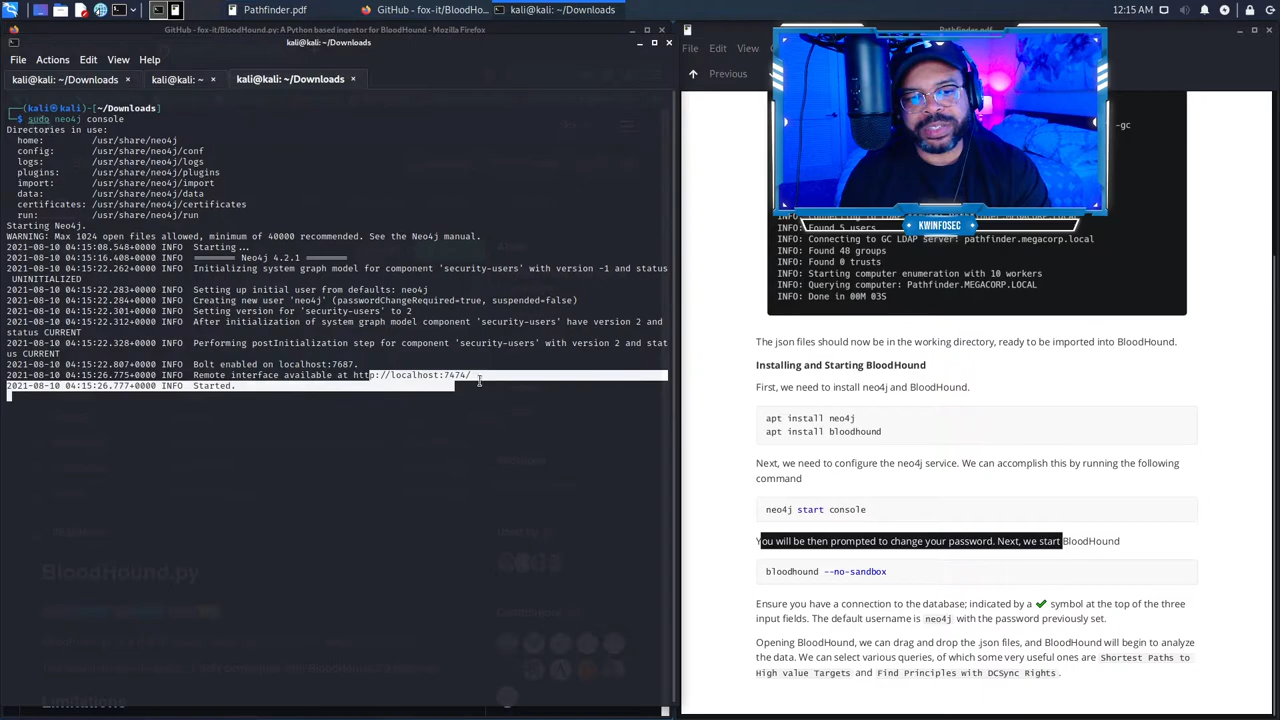 Pathfinder.pdf
GitHub - fox-it/BloodHo...
kali@kali: ~/Downloads
12:15 AM
GitHub - fox-it/BloodHound.py: A Python based ingestor for BloodHound - Mozilla Firefox
kali@kali: ~/Downloads
File Actions Edit View Help
kali@kali: ~/Downloads
kali@kali: ~
kali@kali: ~/Downloads
(kali㉿kali)-[~/Downloads]
$ sudo neo4j console
Directories in use:
home: /usr/share/neo4j
config: /usr/share/neo4j/conf
logs: /usr/share/neo4j/logs
plugins: /usr/share/neo4j/plugins
import: /usr/share/neo4j/import
data: /usr/share/neo4j/data
certificates: /usr/share/neo4j/certificates
run: /usr/share/neo4j/run
Starting Neo4j.
WARNING: Max 1024 open files allowed, minimum of 40000 recommended. See the Neo4j manual.
2021-08-10 04:15:08.548+0000 INFO Starting...
2021-08-10 04:15:16.408+0000 INFO ======== Neo4j 4.2.1 ========
2021-08-10 04:15:22.262+0000 INFO Initializing system graph model for component 'security-users' with version -1 and status
UNINITIALIZED
2021-08-10 04:15:22.283+0000 INFO Setting up initial user from defaults: neo4j
2021-08-10 04:15:22.284+0000 INFO Creating new user 'neo4j' (passwordChangeRequired=true, suspended=false)
2021-08-10 04:15:22.301+0000 INFO Setting version for 'security-users' to 2
2021-08-10 04:15:22.312+0000 INFO After initialization of system graph model component 'security-users' have version 2 and
status CURRENT
2021-08-10 04:15:22.328+0000 INFO Performing postInitialization step for component 'security-users' with version 2 and stat
us CURRENT
2021-08-10 04:15:22.807+0000 INFO Bolt enabled on localhost:7687.
2021-08-10 04:15:26.775+0000 INFO Remote interface available at http://localhost:7474/
2021-08-10 04:15:26.777+0000 INFO Started.
BloodHound.py
Limitations
Pathfinder.pdf
File Edit View
Previous
-gc
KWINFOSEC
INFO: Found 5 users
INFO: Connecting to GC LDAP server: pathfinder.megacorp.local
INFO: Found 48 groups
INFO: Found 0 trusts
INFO: Starting computer enumeration with 10 workers
INFO: Querying computer: Pathfinder.MEGACORP.LOCAL
INFO: Done in 00M 03S
The json files should now be in the working directory, ready to be imported into BloodHound.
Installing and Starting BloodHound
First, we need to install neo4j and BloodHound.
apt install neo4j
apt install bloodhound
Next, we need to configure the neo4j service. We can accomplish this by running the following
command
neo4j start console
You will be then prompted to change your password. Next, we start BloodHound
bloodhound --no-sandbox
Ensure you have a connection to the database; indicated by a ✔ symbol at the top of the three
input fields. The default username is neo4j with the password previously set.
Opening BloodHound, we can drag and drop the .json files, and BloodHound will begin to analyze
the data. We can select various queries, of which some very useful ones are Shortest Paths to
High value Targets and Find Principles with DCSync Rights.